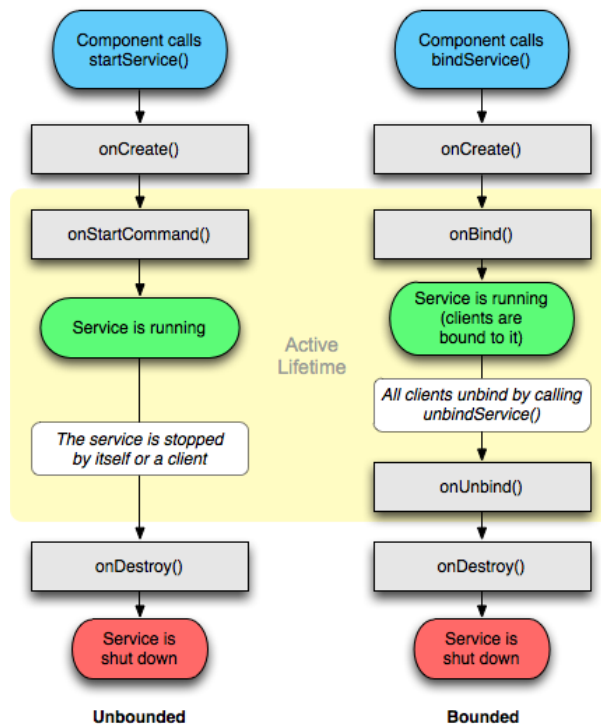 Component calls
startService()
onCreate()
onStartCommand()
Service is running
The service is stopped
by itself or a client
onDestroy()
Service is
shut down
Unbounded
Active
Lifetime
Component calls
bindService()
onCreate()
onBind()
Service is running
(clients are
bound to it)
All clients unbind by calling
unbindService()
onUnbind()
onDestroy()
Service is
shut down
Bounded